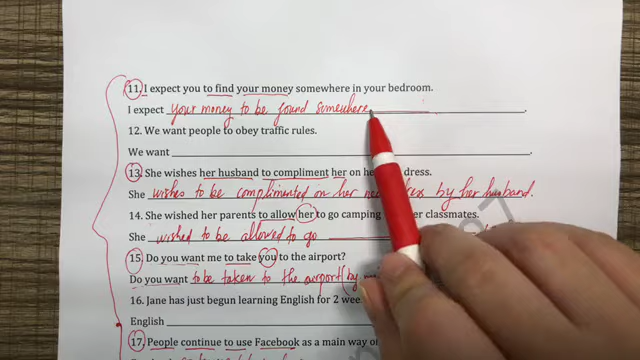 11. I expect you to find your money somewhere in your bedroom.
I expect your money to be found somewhere
12. We want people to obey traffic rules.
We want
13. She wishes her husband to compliment her on her dress.
She wishes to be complimented on her new dress by her husband.
14. She wished her parents to allow her to go camping her classmates.
She wished to be allowed to go
15. Do you want me to take you to the airport?
Do you want to be taken to the airport (by
16. Jane has just begun learning English for 2
English
17. People continue to use Facebook as a main way